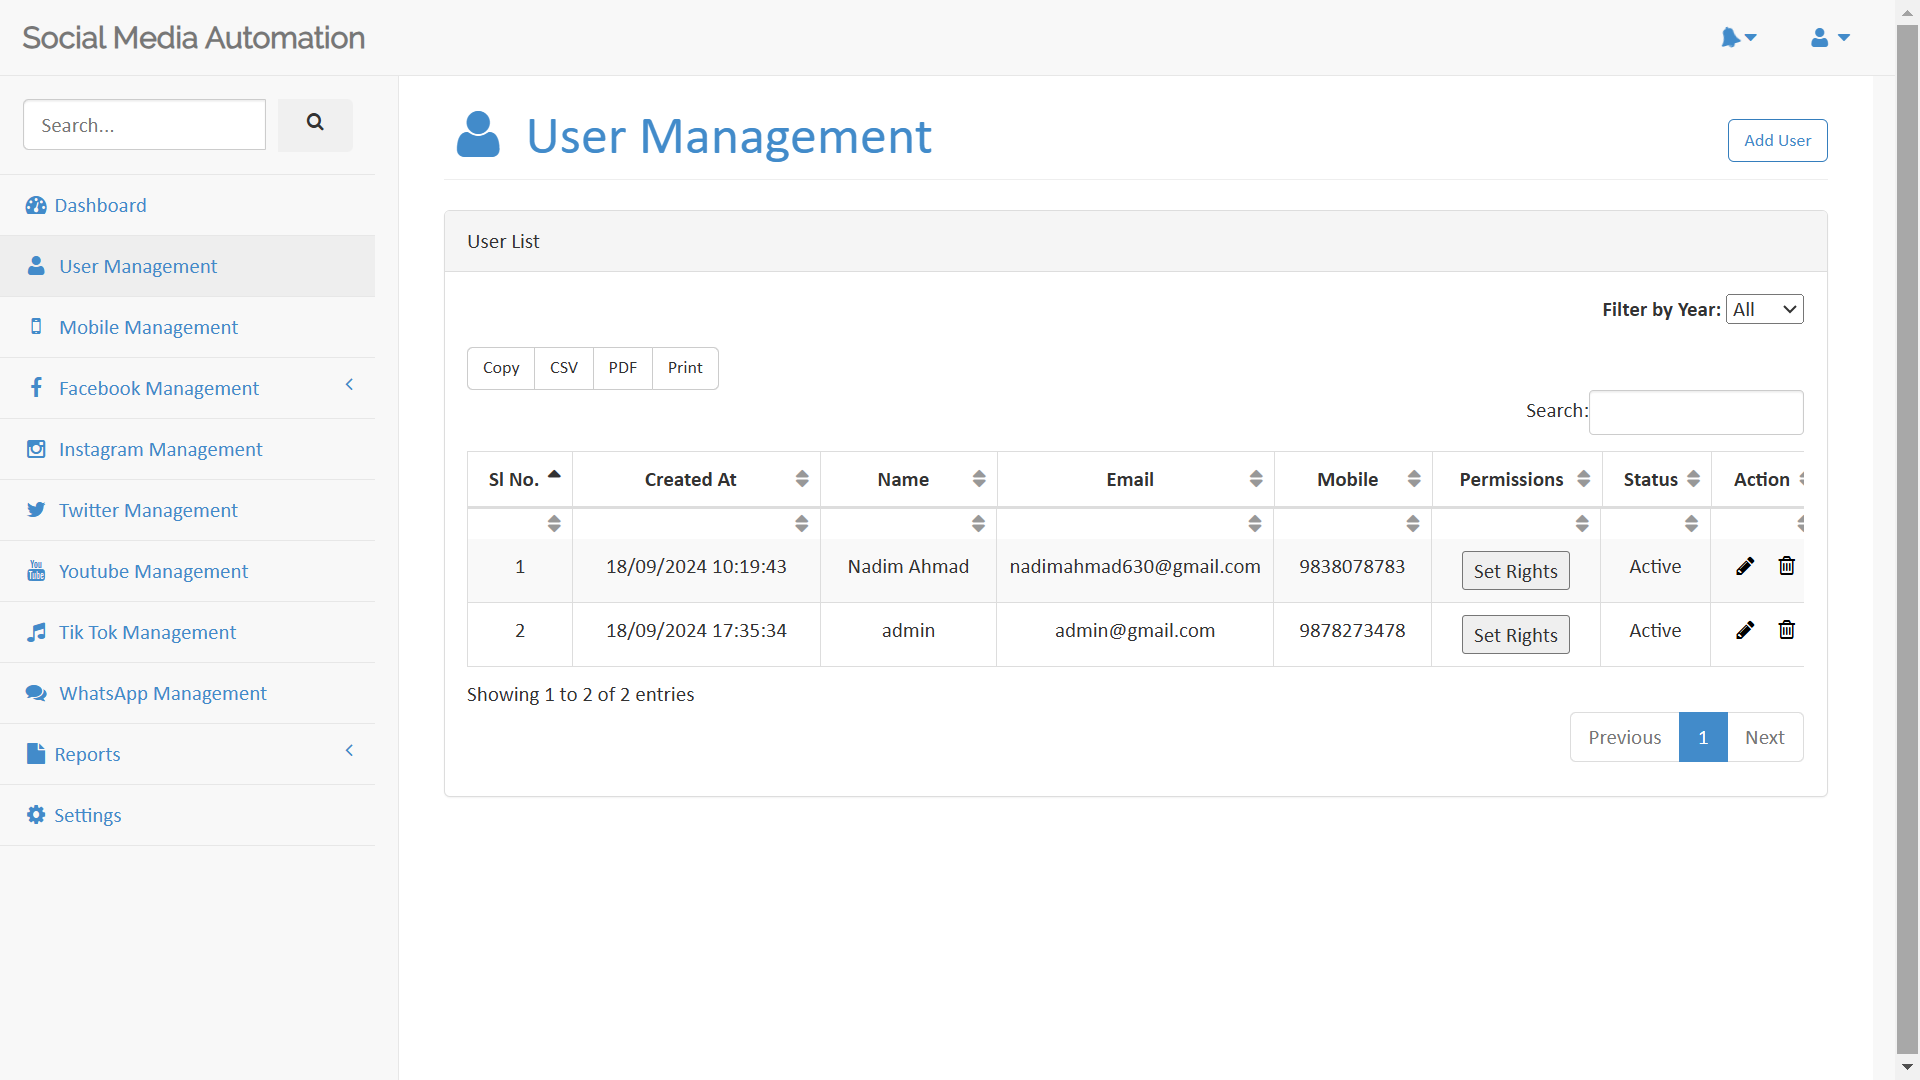 Social Media Automation
Search...
Dashboard
User Management
Mobile Management
Facebook Management
Instagram Management
Twitter Management
You Tube Youtube Management
Tik Tok Management
WhatsApp Management
Reports
Settings
User Management
Add User
User List
Filter by Year: All
Copy CSV PDF Print
Search:
Sl No. Created At Name Email Mobile Permissions Status Action
1 18/09/2024 10:19:43 Nadim Ahmad nadimahmad630@gmail.com 9838078783 Set Rights Active
2 18/09/2024 17:35:34 admin admin@gmail.com 9878273478 Set Rights Active
Showing 1 to 2 of 2 entries
Previous 1 Next